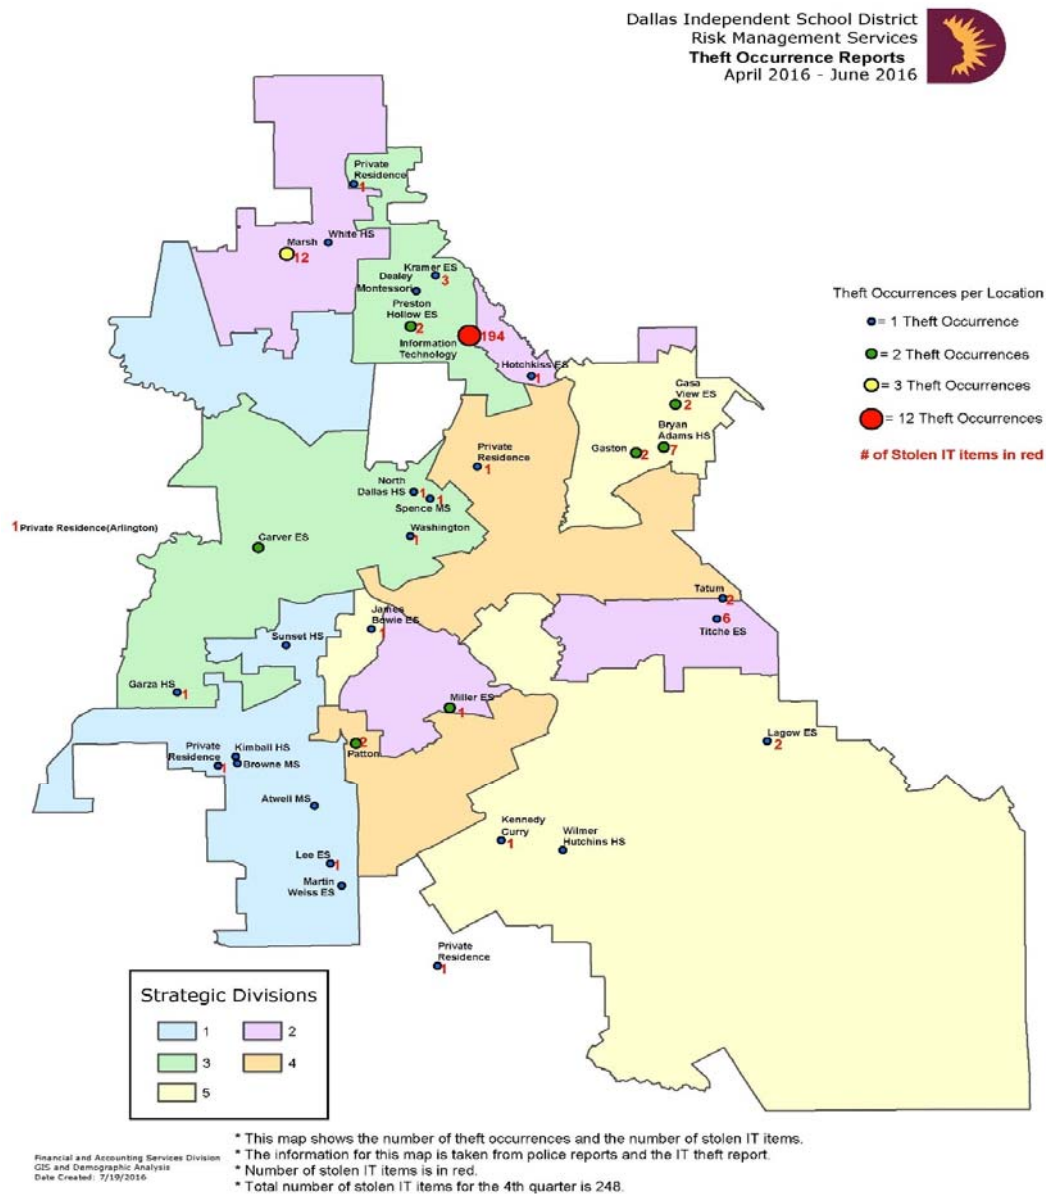 Dallas Independent School District
Risk Management Services
Theft Occurrence Reports
April 2016 - June 2016
Private
Residence
1
White HS
Marsh
12
Kramer ES
3
Dealey
Montessori
Preston
Hollow ES
2
Information
Technology
194
Hotchkiss ES
1
Theft Occurrences per Location
= 1 Theft Occurrence
= 2 Theft Occurrences
= 3 Theft Occurrences
= 12 Theft Occurrences
# of Stolen IT items in red
Casa
View ES
2
Bryan
Adams HS
7
Gaston
2
Private
Residence
1
North
Dallas HS
1
Spence MS
1
Washington
1
1 Private Residence(Arlington)
Carver ES
Tatum
2
6
Titche ES
James
Bowie ES
1
Sunset HS
Garza HS
1
Miller ES
1
2
Patton
Lagow ES
2
Private
Residence
1
Kimball HS
Browne MS
Atwell MS
Kennedy
Curry
1
Wilmer
Hutchins HS
Lee ES
1
Martin
Weiss ES
Private
Residence
1
Strategic Divisions
1 2
3 4
5
* This map shows the number of theft occurrences and the number of stolen IT items.
* The information for this map is taken from police reports and the IT theft report.
* Number of stolen IT items is in red.
* Total number of stolen IT items for the 4th quarter is 248.
Financial and Accounting Services Division
GIS and Demographic Analysis
Date Created: 7/19/2016